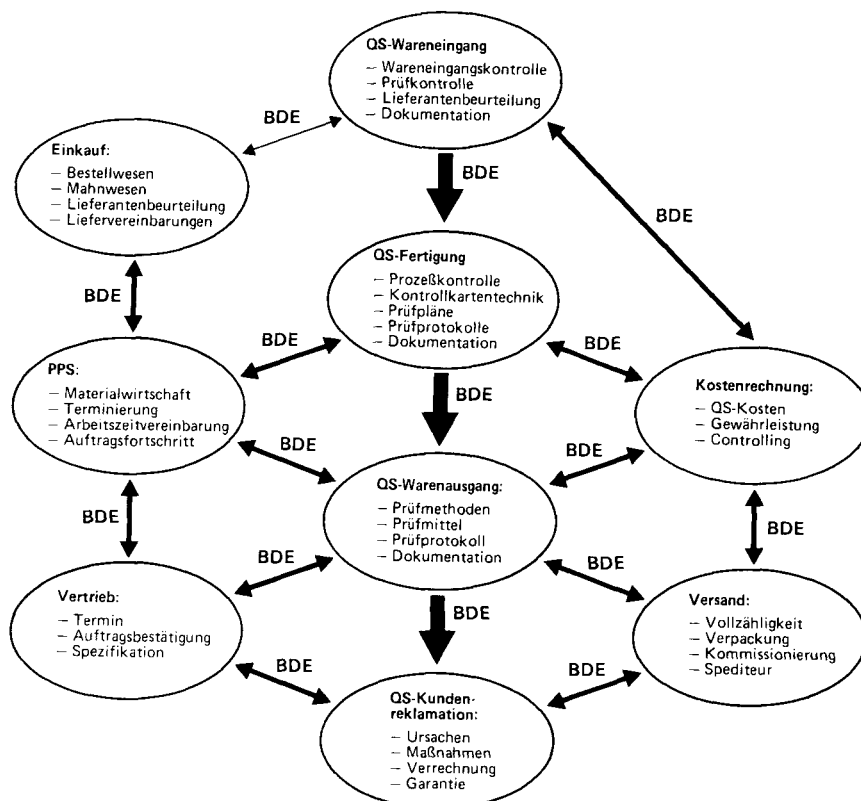 QS-Wareneingang
– Wareneingangskontrolle
– Prüfkontrolle
– Lieferantenbeurteilung
– Dokumentation
BDE
Einkauf:
– Bestellwesen
– Mahnwesen
– Lieferantenbeurteilung
– Liefervereinbarungen
BDE
BDE
QS-Fertigung
– Prozeßkontrolle
– Kontrollkartentechnik
– Prüfpläne
– Prüfprotokolle
– Dokumentation
BDE
BDE
BDE
PPS:
– Materialwirtschaft
– Terminierung
– Arbeitszeitvereinbarung
– Auftragsfortschritt
Kostenrechnung:
– QS-Kosten
– Gewährleistung
– Controlling
BDE
BDE
BDE
QS-Warenausgang:
– Prüfmethoden
– Prüfmittel
– Prüfprotokoll
– Dokumentation
BDE
BDE
BDE
BDE
Vertrieb:
– Termin
– Auftragsbestätigung
– Spezifikation
BDE
Versand:
– Vollzähligkeit
– Verpackung
– Kommissionierung
– Spediteur
BDE
BDE
QS-Kunden-
reklamation:
– Ursachen
– Maßnahmen
– Verrechnung
– Garantie